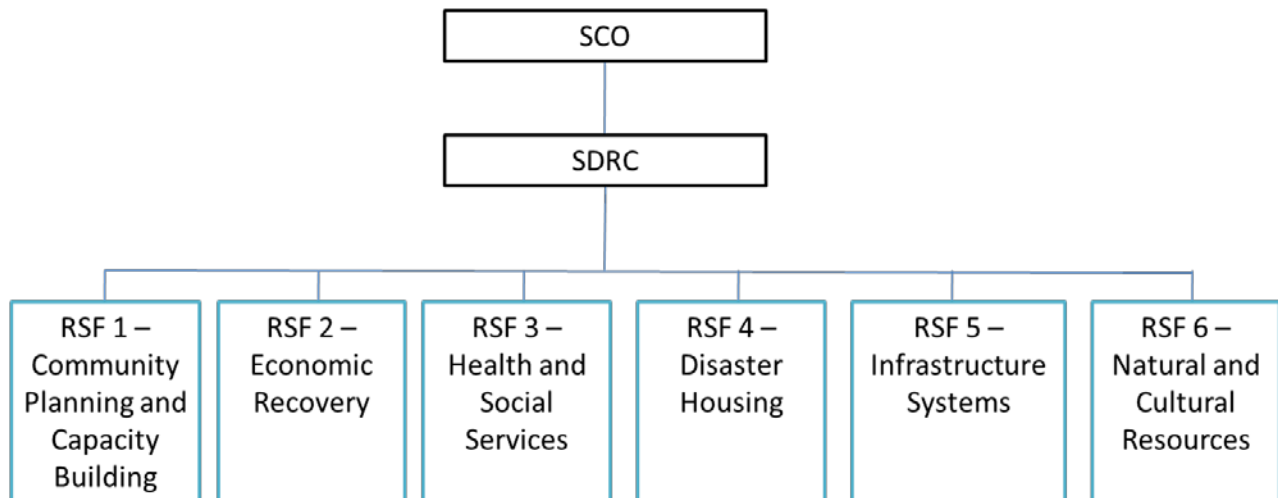 SCO
SDRC
RSF 1 –
Community
Planning and
Capacity
Building
RSF 2 –
Economic
Recovery
RSF 3 –
Health and
Social
Services
RSF 4 –
Disaster
Housing
RSF 5 –
Infrastructure
Systems
RSF 6 –
Natural and
Cultural
Resources